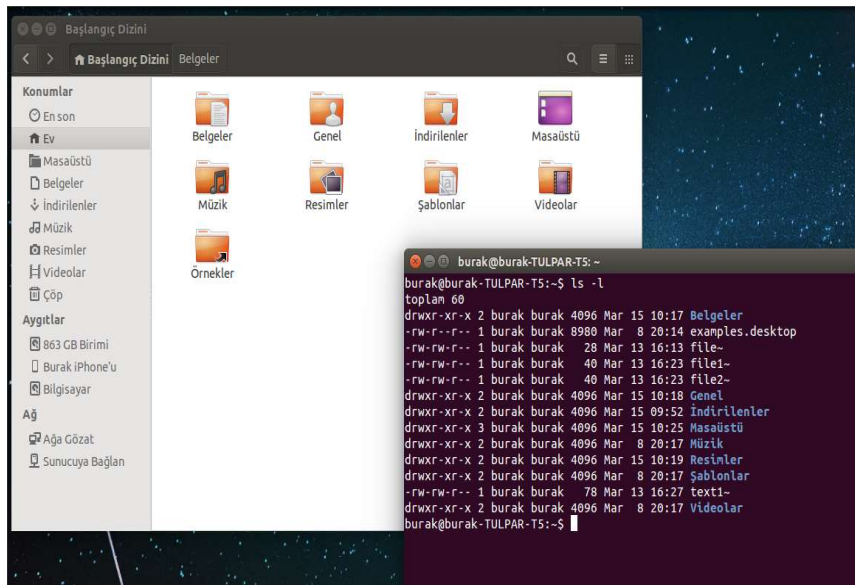 Başlangıç Dizini
Başlangıç Dizini Belgeler
Konumlar
En son
Ev
Masaüstü
Belgeler
İndirilenler
Müzik
Resimler
Videolar
Çöp
Aygıtlar
863 GB Birimi
Burak iPhone'u
Bilgisayar
Ağ
Ağa Gözat
Sunucuya Bağlan
Belgeler Genel İndirilenler Masaüstü
Müzik Resimler Şablonlar Videolar
Örnekler
burak@burak-TULPAR-T5: ~
burak@burak-TULPAR-T5:~$ ls -l
toplam 60
drwxr-xr-x 2 burak burak 4096 Mar 15 10:17 Belgeler
-rw-r--r-- 1 burak burak 8980 Mar  8 20:14 examples.desktop
-rw-rw-r-- 1 burak burak   28 Mar 13 16:13 file~
-rw-rw-r-- 1 burak burak   40 Mar 13 16:23 file1~
-rw-rw-r-- 1 burak burak   40 Mar 13 16:23 file2~
drwxr-xr-x 2 burak burak 4096 Mar 15 10:18 Genel
drwxr-xr-x 2 burak burak 4096 Mar 15 09:52 İndirilenler
drwxr-xr-x 3 burak burak 4096 Mar 15 10:25 Masaüstü
drwxr-xr-x 2 burak burak 4096 Mar  8 20:17 Müzik
drwxr-xr-x 2 burak burak 4096 Mar 15 10:19 Resimler
drwxr-xr-x 2 burak burak 4096 Mar  8 20:17 Şablonlar
-rw-rw-r-- 1 burak burak   78 Mar 13 16:27 text1~
drwxr-xr-x 2 burak burak 4096 Mar  8 20:17 Videolar
burak@burak-TULPAR-T5:~$